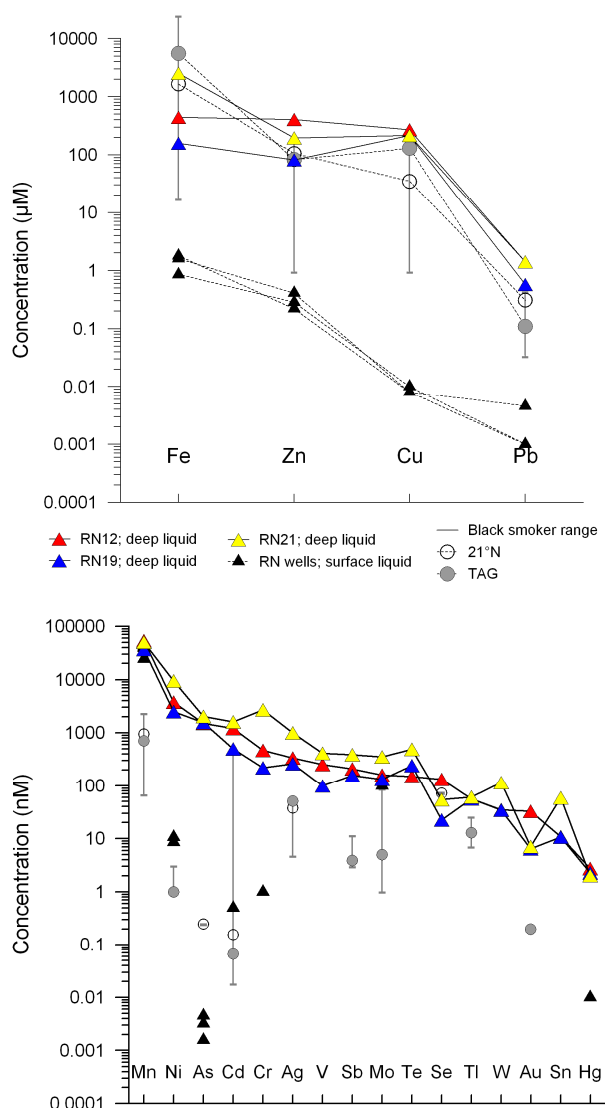 10000
1000
100
10
1
0.1
0.01
0.001
0.0001
Concentration (µM)
Fe Zn Cu Pb
RN12; deep liquid
RN19; deep liquid
RN21; deep liquid
RN wells; surface liquid
Black smoker range
21°N
TAG
100000
10000
1000
100
10
1
0.1
0.01
0.001
0.0001
Concentration (nM)
Mn Ni As Cd Cr Ag V Sb Mo Te Se Tl W Au Sn Hg